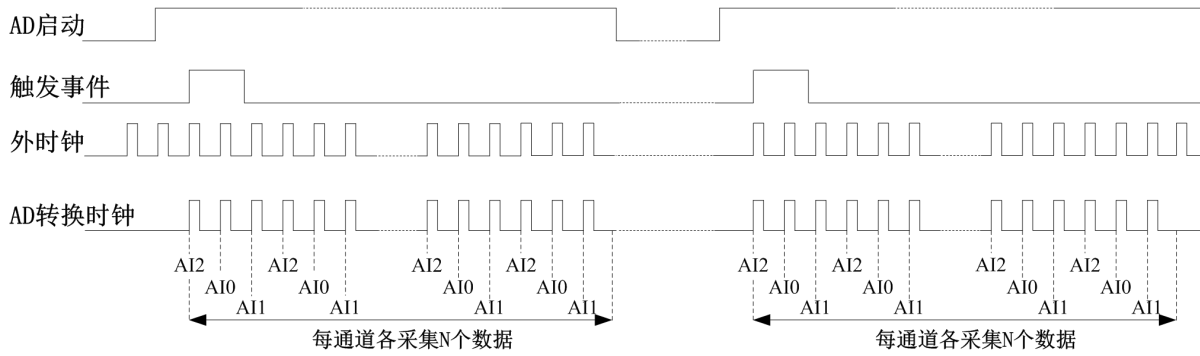 AD启动
触发事件
外时钟
AD转换时钟
AI2 AI2 AI2 AI2 AI2 AI2 AI2 AI2
AI0 AI0 AI0 AI0 AI0 AI0 AI0 AI0
AI1 AI1 AI1 AI1 AI1 AI1 AI1 AI1
每通道各采集N个数据 每通道各采集N个数据